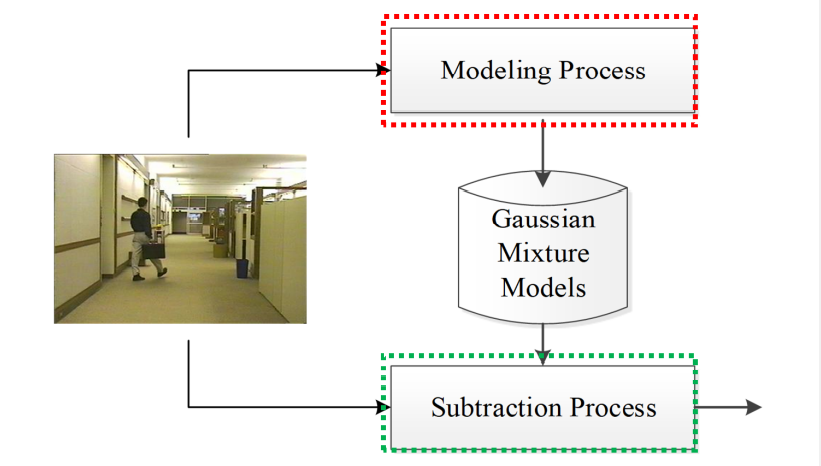 Modeling Process
Gaussian
Mixture
Models
Subtraction Process